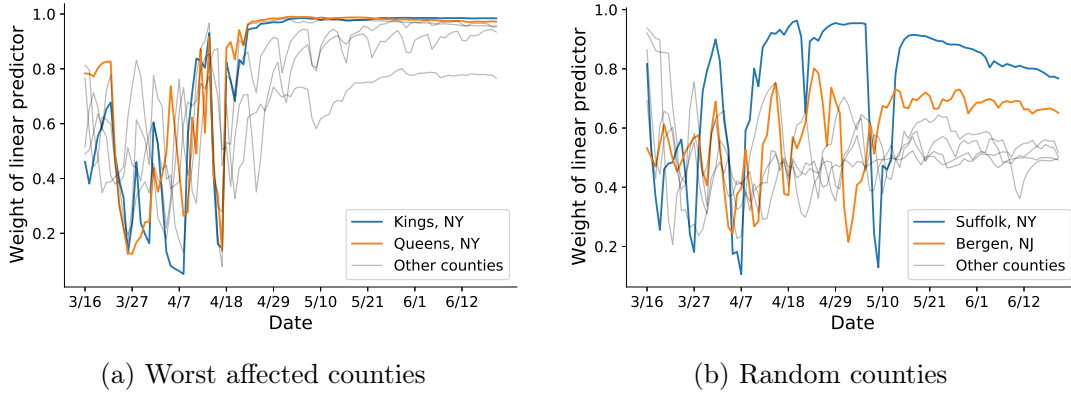 Weight of linear predictor
1.0
0.8
0.6
0.4
0.2
Kings, NY
Queens, NY
Other counties
3/16 3/27 4/7 4/18 4/29 5/10 5/21 6/1 6/12
Date
(a) Worst affected counties
Weight of linear predictor
1.0
0.8
0.6
0.4
0.2
Suffolk, NY
Bergen, NJ
Other counties
3/16 3/27 4/7 4/18 4/29 5/10 5/21 6/1 6/12
Date
(b) Random counties